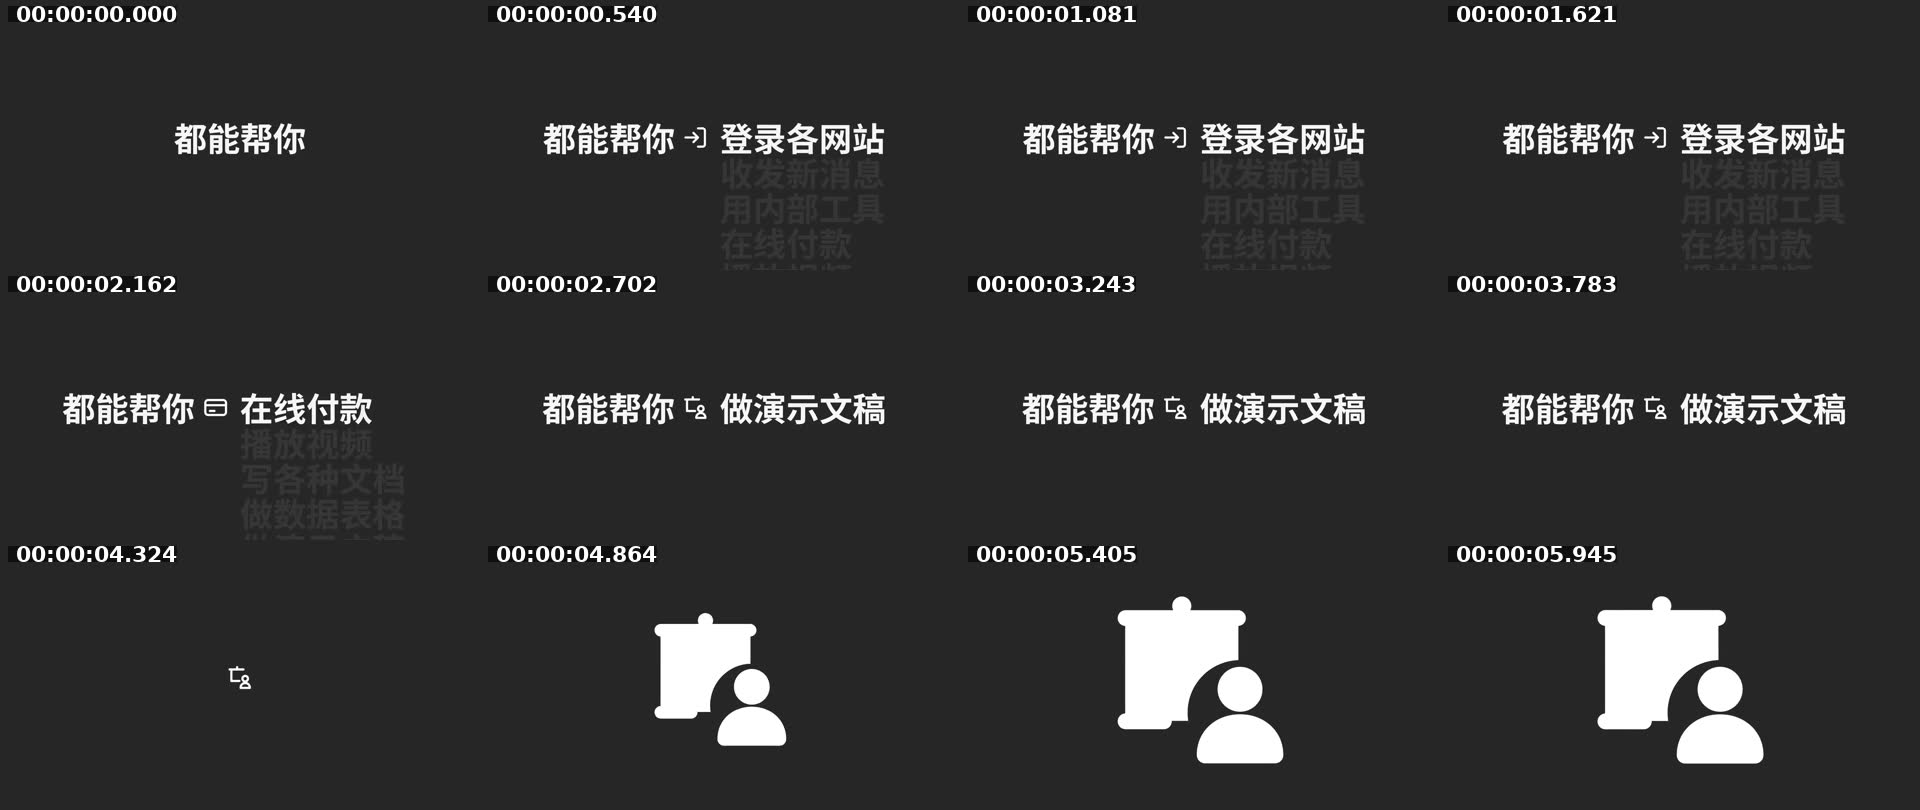 00:00:00.000
都能帮你
00:00:00.540
都能帮你 登录各网站
收发新消息
用内部工具
在线付款
00:00:01.081
都能帮你 登录各网站
收发新消息
用内部工具
在线付款
00:00:01.621
都能帮你 登录各网站
收发新消息
用内部工具
在线付款
00:00:02.162
都能帮你 在线付款
播放视频
写各种文档
做数据表格
00:00:02.702
都能帮你 做演示文稿
00:00:03.243
都能帮你 做演示文稿
00:00:03.783
都能帮你 做演示文稿
00:00:04.324
00:00:04.864
00:00:05.405
00:00:05.945